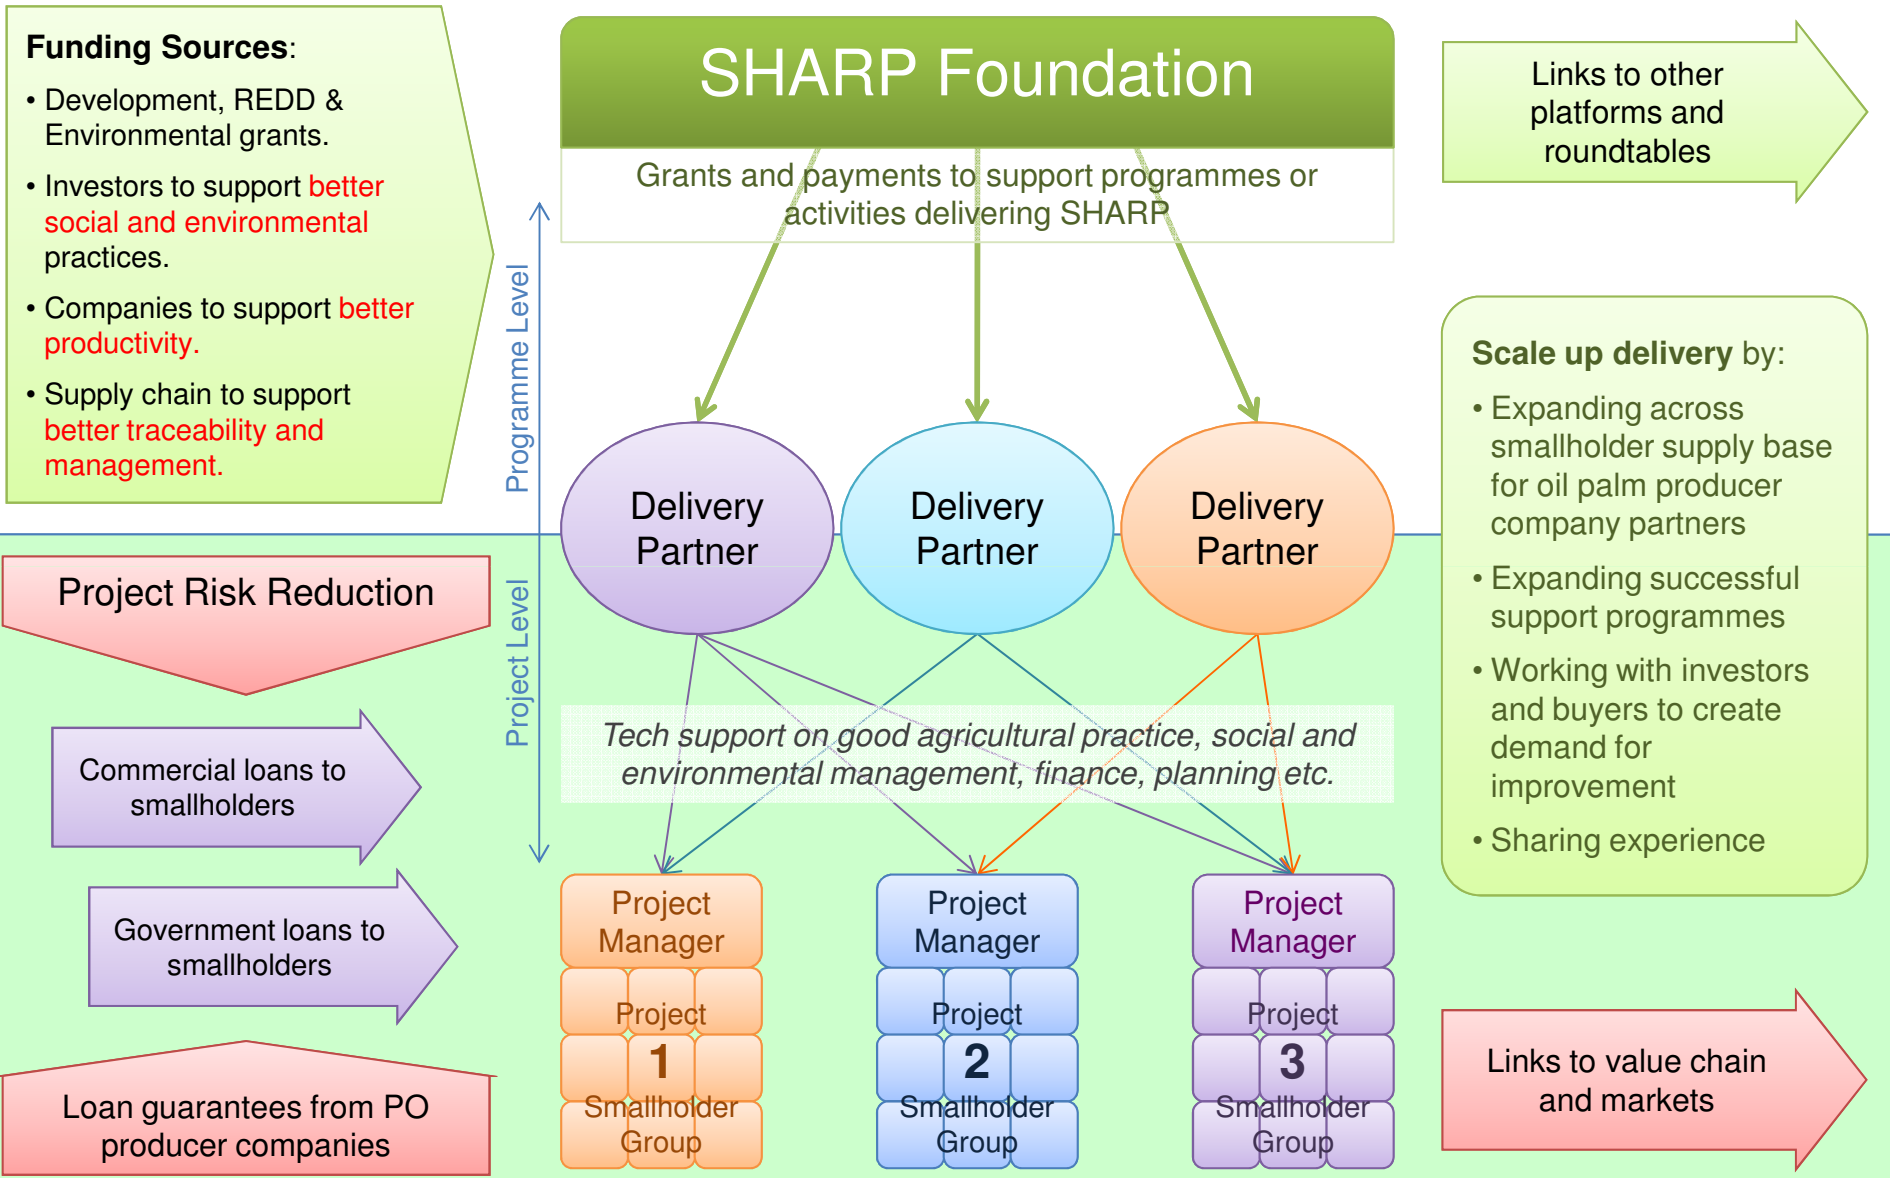 Funding Sources:
• Development, REDD &
Environmental grants.
• Investors to support better
social and environmental
practices.
• Companies to support better
productivity.
• Supply chain to support
better traceability and
management.
SHARP Foundation
Grants and payments to support programmes or
activities delivering SHARP
Links to other
platforms and
roundtables
Programme Level
Project Level
Delivery
Partner
Delivery
Partner
Delivery
Partner
Scale up delivery by:
• Expanding across
smallholder supply base
for oil palm producer
company partners
• Expanding successful
support programmes
• Working with investors
and buyers to create
demand for
improvement
• Sharing experience
Project Risk Reduction
Commercial loans to
smallholders
Government loans to
smallholders
Loan guarantees from PO
producer companies
Tech support on good agricultural practice, social and
environmental management, finance, planning etc.
Project
Manager
Project
1
Smallholder
Group
Project
Manager
Project
2
Smallholder
Group
Project
Manager
Project
3
Smallholder
Group
Links to value chain
and markets